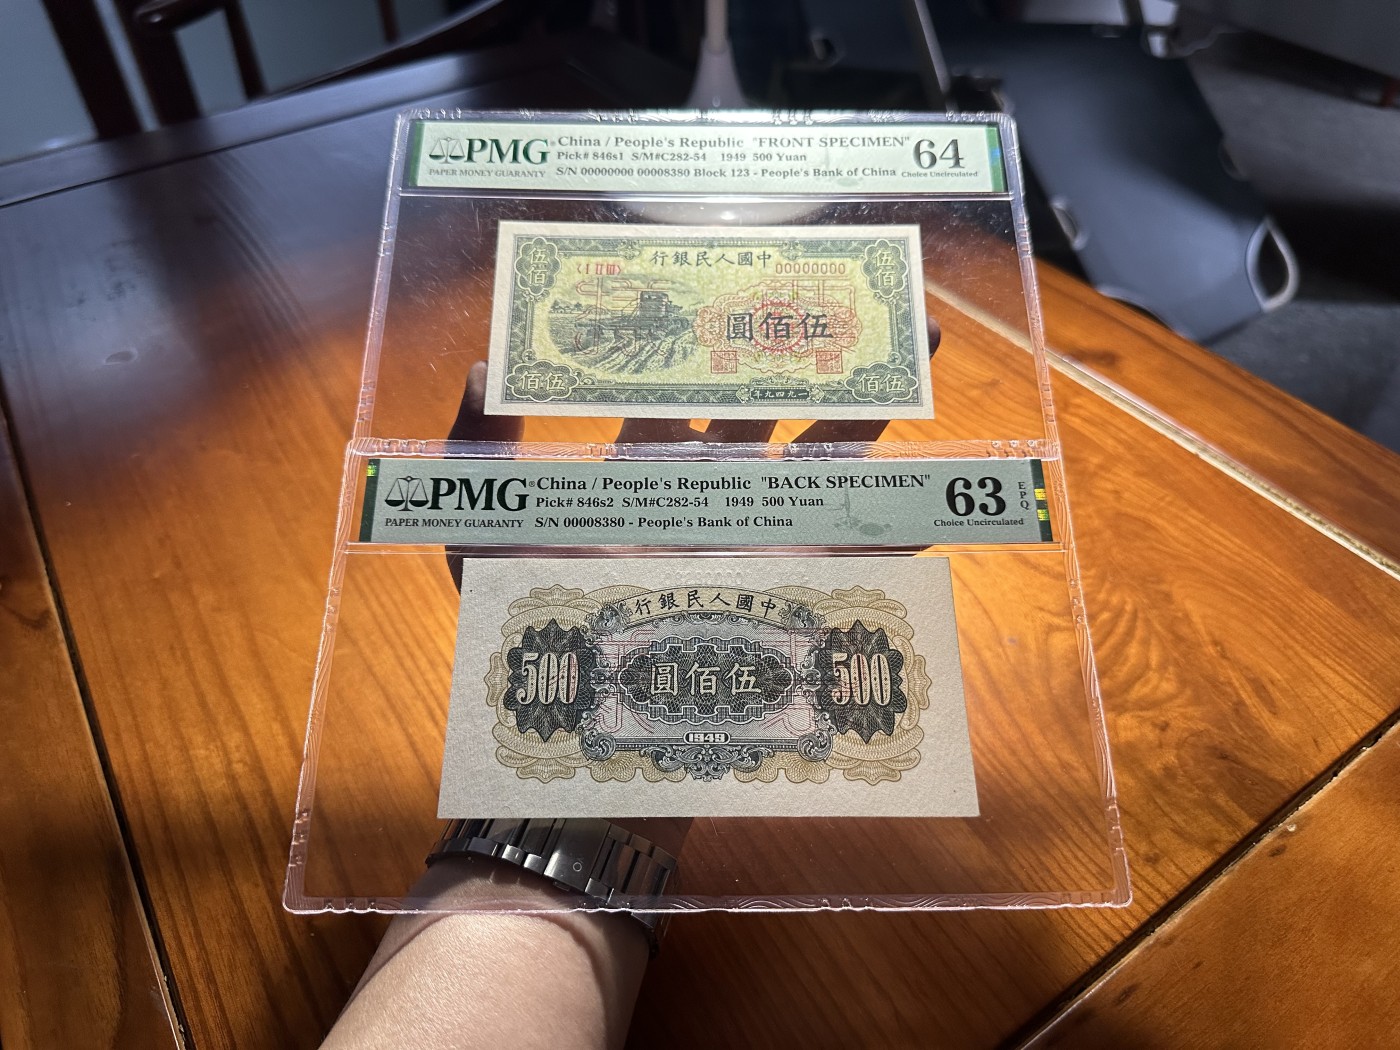 PMG® China / People's Republic "FRONT SPECIMEN" 64
Pick# 846s1 S/M#C282-54 1949 500 Yuan
PAPER MONEY GUARANTY S/N 00000000 00008380 Block 123 - People's Bank of China Choice Uncirculated
伍佰 行銀民人國中 伍佰
〈I II III〉 00000000
圓佰伍
佰伍 年九四九一 佰伍
PMG® China / People's Republic "BACK SPECIMEN" 63 EPQ
Pick# 846s2 S/M#C282-54 1949 500 Yuan
PAPER MONEY GUARANTY S/N 00008380 - People's Bank of China Choice Uncirculated
行銀民人國中
500 圓佰伍 500
1949